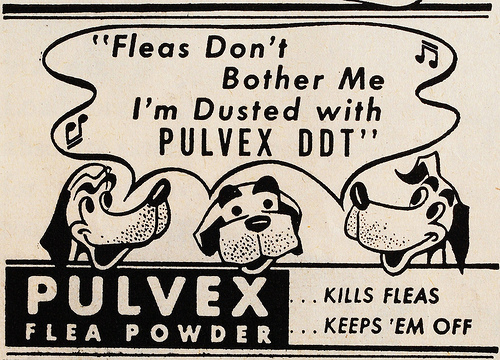 "Fleas Don't
Bother Me
I'm Dusted with
PULVEX DDT"
PULVEX
FLEA POWDER
...KILLS FLEAS
...KEEPS 'EM OFF